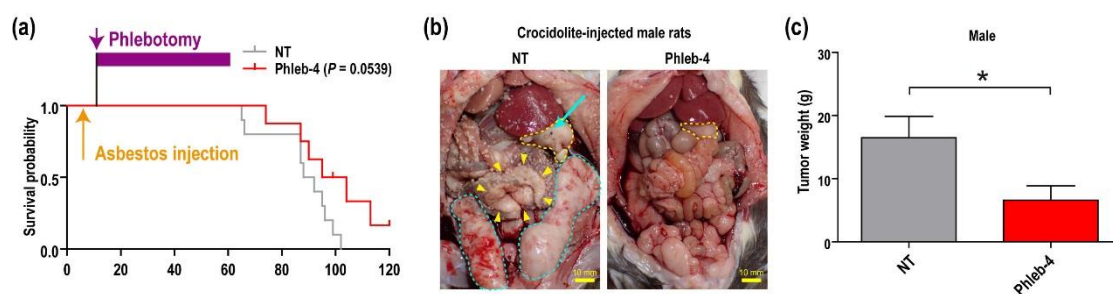 (a)
Phlebotomy
NT
Phleb-4 (P = 0.0539)
Asbestos injection
Survival probability
1.0
0.5
0.0
0 20 40 60 80 100 120
(b)
Crocidolite-injected male rats
NT Phleb-4
10 mm 10 mm
(c)
Male
*
Tumor weight (g)
30
20
10
0
NT Phleb-4